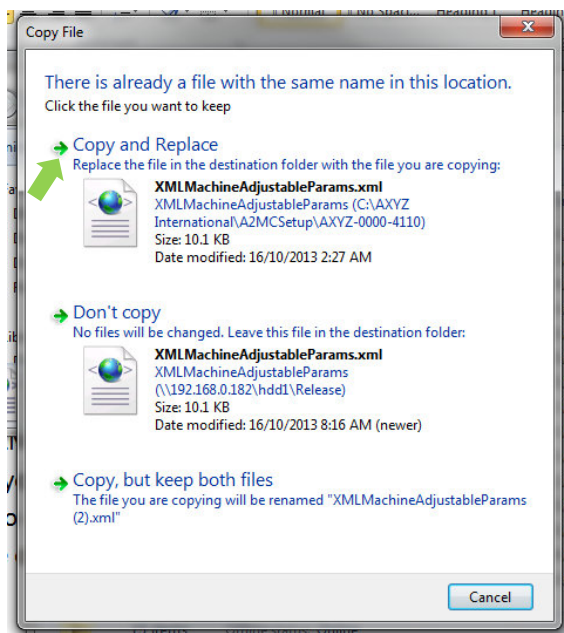 Normal
No Spaci...
Heading 1
Copy File
There is already a file with the same name in this location.
Click the file you want to keep
Copy and Replace
Replace the file in the destination folder with the file you are copying:
XMLMachineAdjustableParams.xml
XMLMachineAdjustableParams (C:\AXYZ
International\A2MCSetup\AXYZ-0000-4110)
Size: 10.1 KB
Date modified: 16/10/2013 2:27 AM
Don't copy
No files will be changed. Leave this file in the destination folder:
XMLMachineAdjustableParams.xml
XMLMachineAdjustableParams
(\\192.168.0.182\hdd1\Release)
Size: 10.1 KB
Date modified: 16/10/2013 8:16 AM (newer)
Copy, but keep both files
The file you are copying will be renamed "XMLMachineAdjustableParams
(2).xml"
Cancel